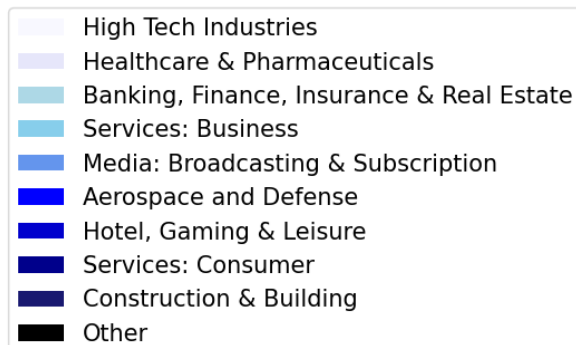 High Tech Industries
Healthcare & Pharmaceuticals
Banking, Finance, Insurance & Real Estate
Services: Business
Media: Broadcasting & Subscription
Aerospace and Defense
Hotel, Gaming & Leisure
Services: Consumer
Construction & Building
Other